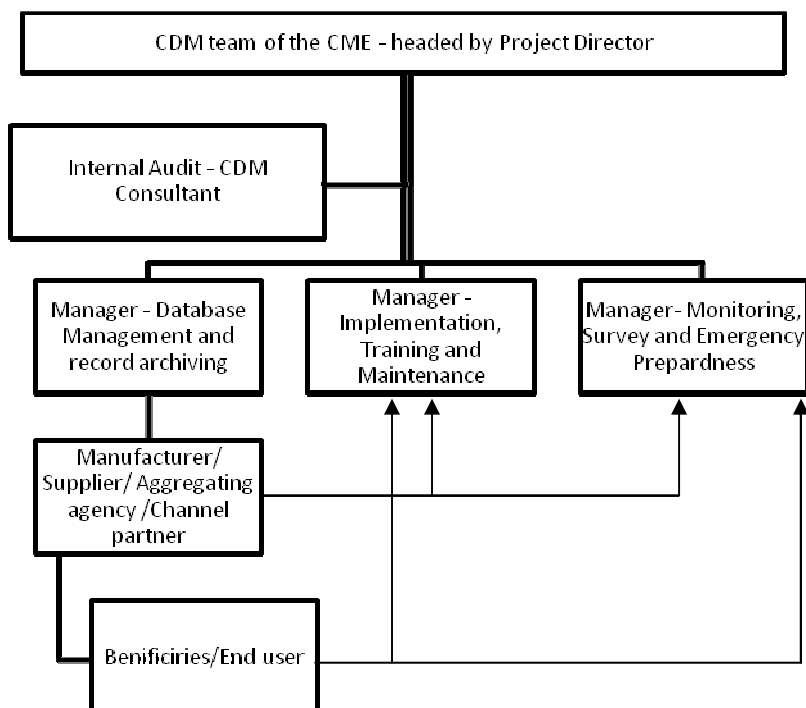 CDM team of the CME - headed by Project Director
Internal Audit - CDM
Consultant
Manager - Database
Management and
record archiving
Manager -
Implementation,
Training and
Maintenance
Manager- Monitoring,
Survey and Emergency
Prepardness
Manufacturer/
Supplier/ Aggregating
agency /Channel
partner
Benificiries/End user